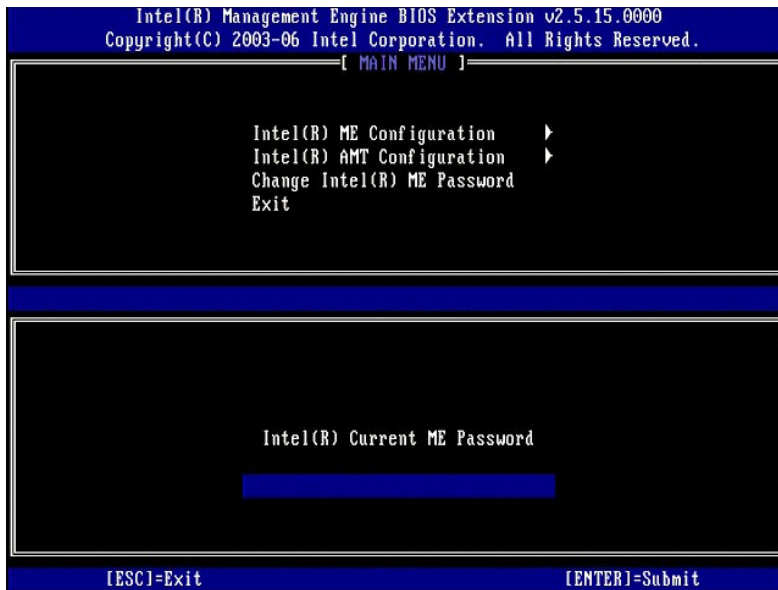 Intel(R) Management Engine BIOS Extension v2.5.15.0000
Copyright(C) 2003-06 Intel Corporation. All Rights Reserved.
[ MAIN MENU ]
Intel(R) ME Configuration
Intel(R) AMT Configuration
Change Intel(R) ME Password
Exit
Intel(R) Current ME Password
[ESC]=Exit [ENTER]=Submit